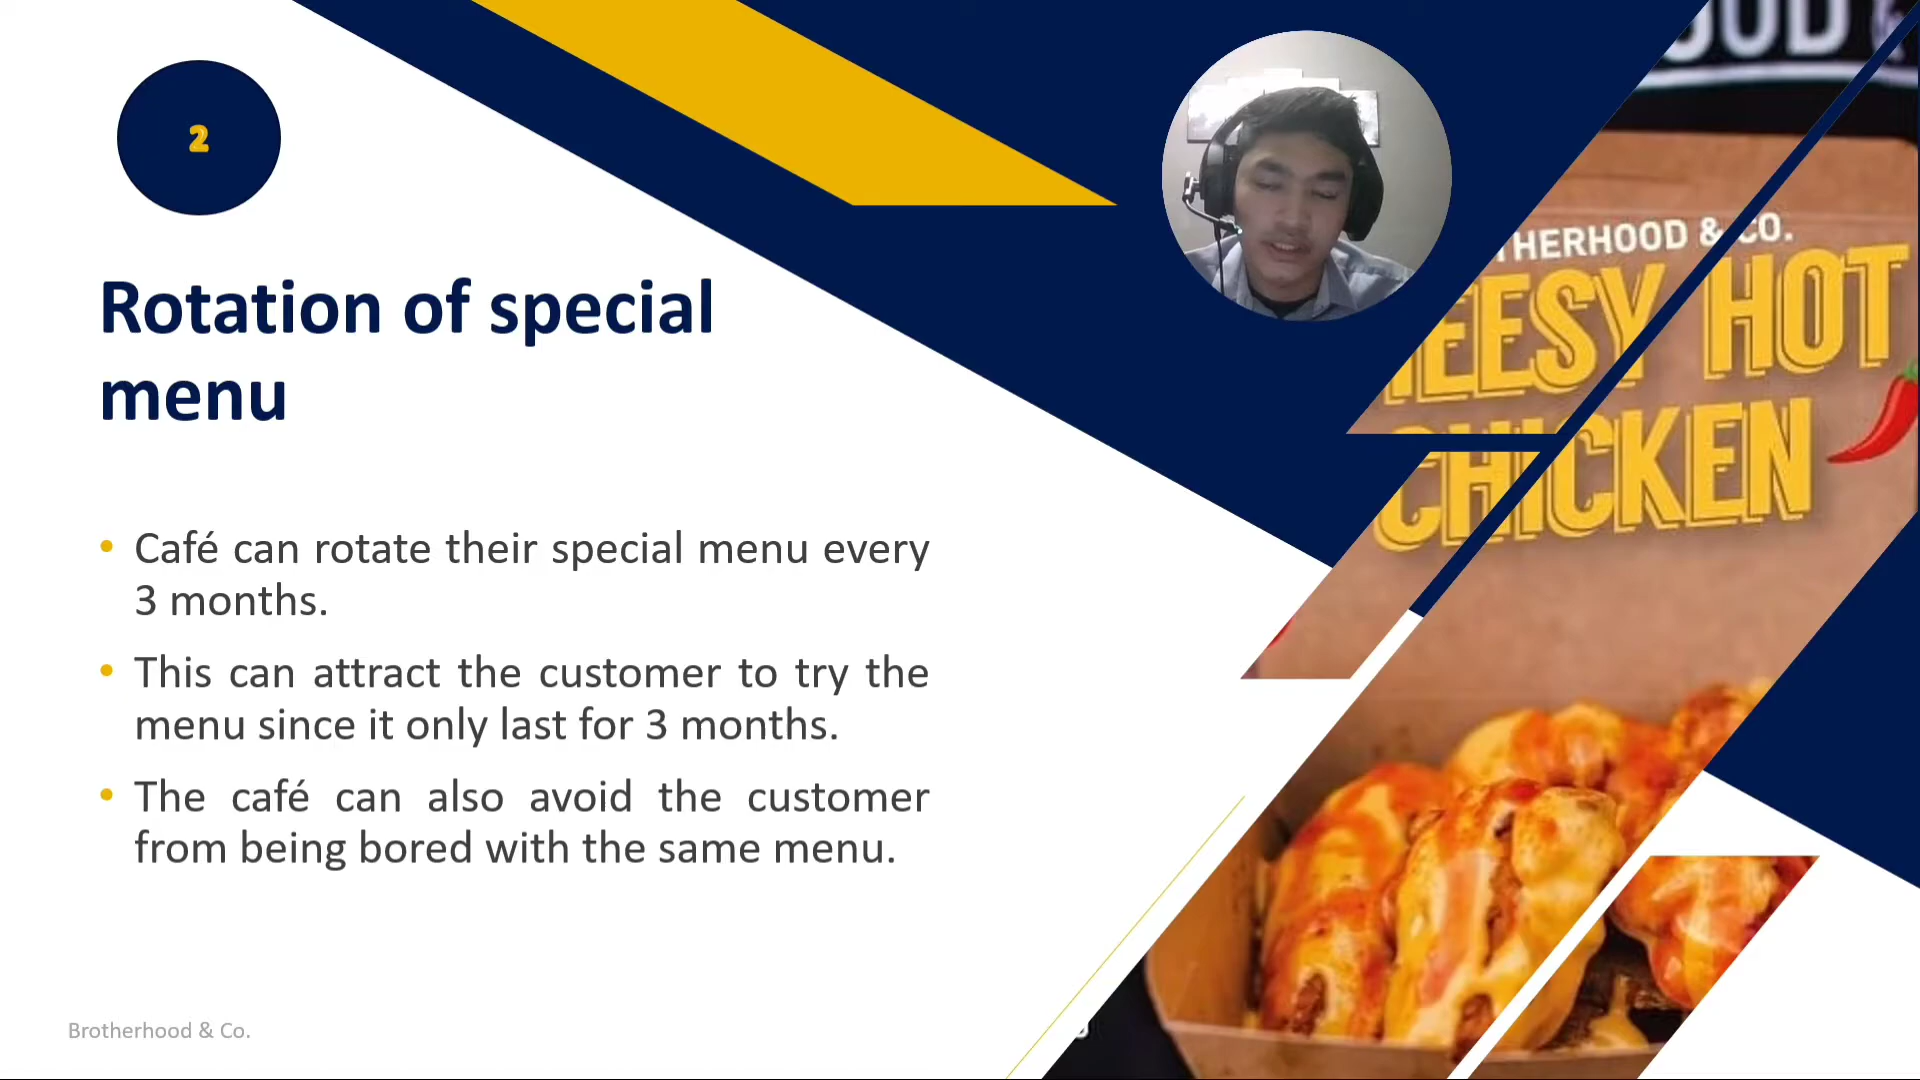 2
Rotation of special
menu
• Café can rotate their special menu every
3 months.
• This can attract the customer to try the
menu since it only last for 3 months.
• The café can also avoid the customer
from being bored with the same menu.
Brotherhood & Co.
OOD
THERHOOD & CO.
EESY HOT
CHICKEN